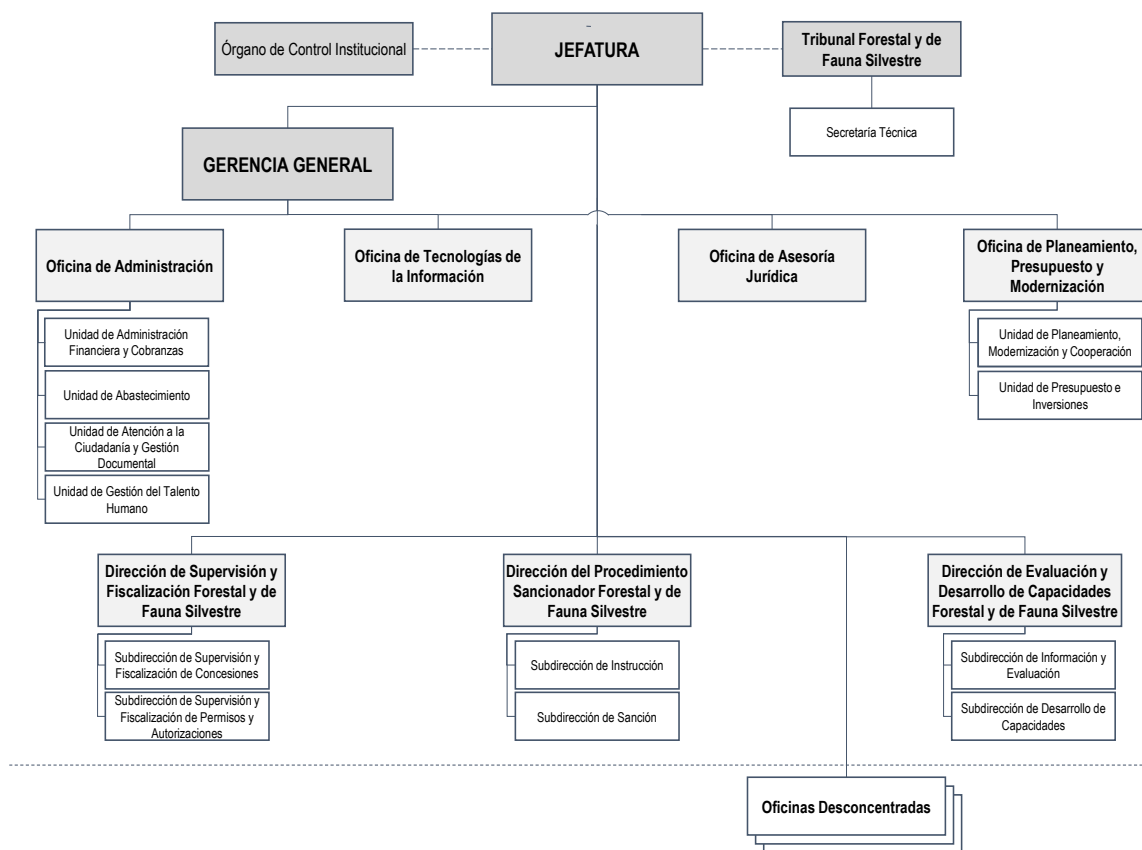 Órgano de Control Institucional
JEFATURA
Tribunal Forestal y de
Fauna Silvestre
Secretaría Técnica
GERENCIA GENERAL
Oficina de Administración
Oficina de Tecnologías de
la Información
Oficina de Asesoría
Jurídica
Oficina de Planeamiento,
Presupuesto y
Modernización
Unidad de Administración
Financiera y Cobranzas
Unidad de Abastecimiento
Unidad de Atención a la
Ciudadanía y Gestión
Documental
Unidad de Gestión del Talento
Humano
Unidad de Planeamiento,
Modernización y Cooperación
Unidad de Presupuesto e
Inversiones
Dirección de Supervisión y
Fiscalización Forestal y de
Fauna Silvestre
Subdirección de Supervisión y
Fiscalización de Concesiones
Subdirección de Supervisión y
Fiscalización de Permisos y
Autorizaciones
Dirección del Procedimiento
Sancionador Forestal y de
Fauna Silvestre
Subdirección de Instrucción
Subdirección de Sanción
Dirección de Evaluación y
Desarrollo de Capacidades
Forestal y de Fauna Silvestre
Subdirección de Información y
Evaluación
Subdirección de Desarrollo de
Capacidades
Oficinas Desconcentradas